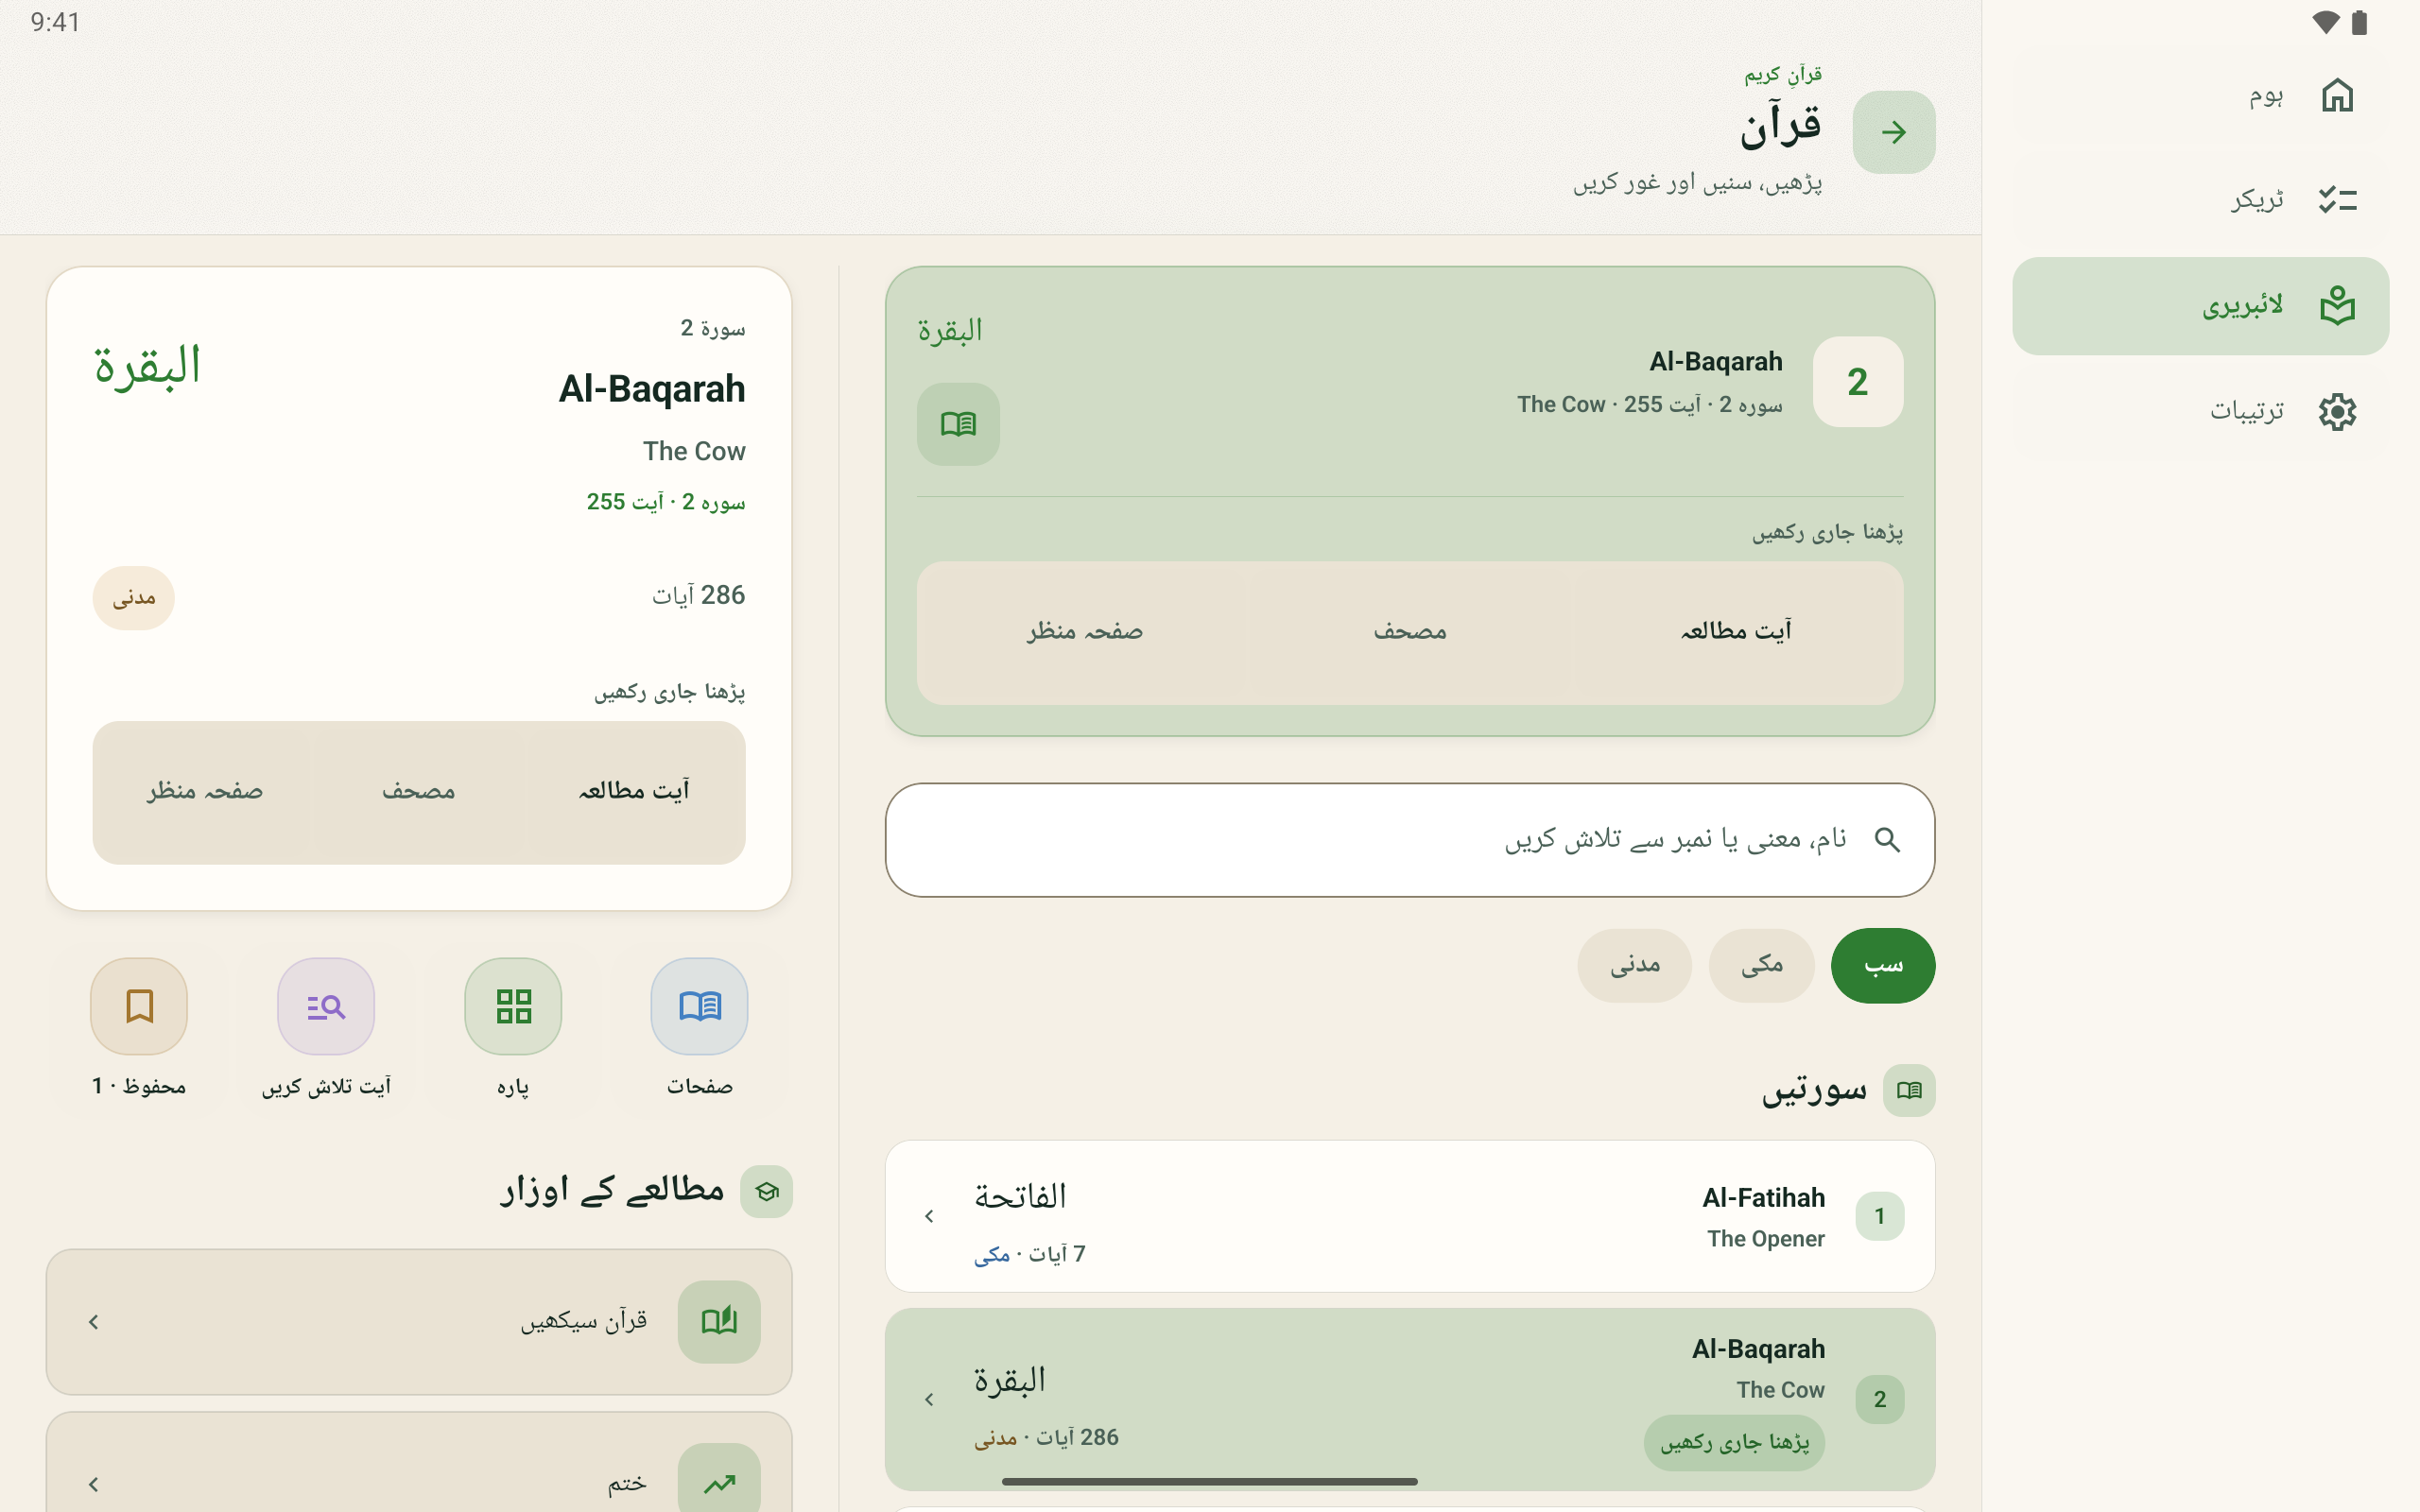 9:41
ہوم
ٹریکر
لائبریری
ترتیبات
قرآنِ کریم
قرآن
پڑھیں، سنیں اور غور کریں
2
Al-Baqarah
سورہ 2 · آیت 255 · The Cow
البقرة
پڑھنا جاری رکھیں
آیت مطالعہ
مصحف
صفحہ منظر
نام، معنی یا نمبر سے تلاش کریں
سب
مکی
مدنی
سورتیں
1
Al-Fatihah
The Opener
الفاتحة
7 آیات · مکی
2
Al-Baqarah
The Cow
پڑھنا جاری رکھیں
البقرة
286 آیات · مدنی
سورة 2
Al-Baqarah
The Cow
سورہ 2 · آیت 255
البقرة
286 آیات
مدنی
پڑھنا جاری رکھیں
آیت مطالعہ
مصحف
صفحہ منظر
صفحات
پارہ
آیت تلاش کریں
محفوظ · 1
مطالعے کے اوزار
قرآن سیکھیں
ختم